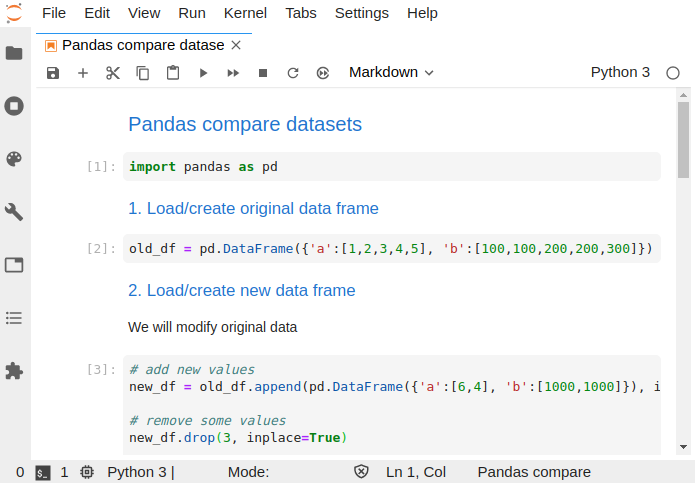 File Edit View Run Kernel Tabs Settings Help
Pandas compare datase
Markdown Python 3
Pandas compare datasets
[1]: import pandas as pd
1. Load/create original data frame
[2]: old_df = pd.DataFrame({'a':[1,2,3,4,5], 'b':[100,100,200,200,300]})
2. Load/create new data frame
We will modify original data
[3]: # add new values
new_df = old_df.append(pd.DataFrame({'a':[6,4], 'b':[1000,1000]}), i
# remove some values
new_df.drop(3, inplace=True)
0 $_ 1 Python 3 | Mode: Ln 1, Col Pandas compare